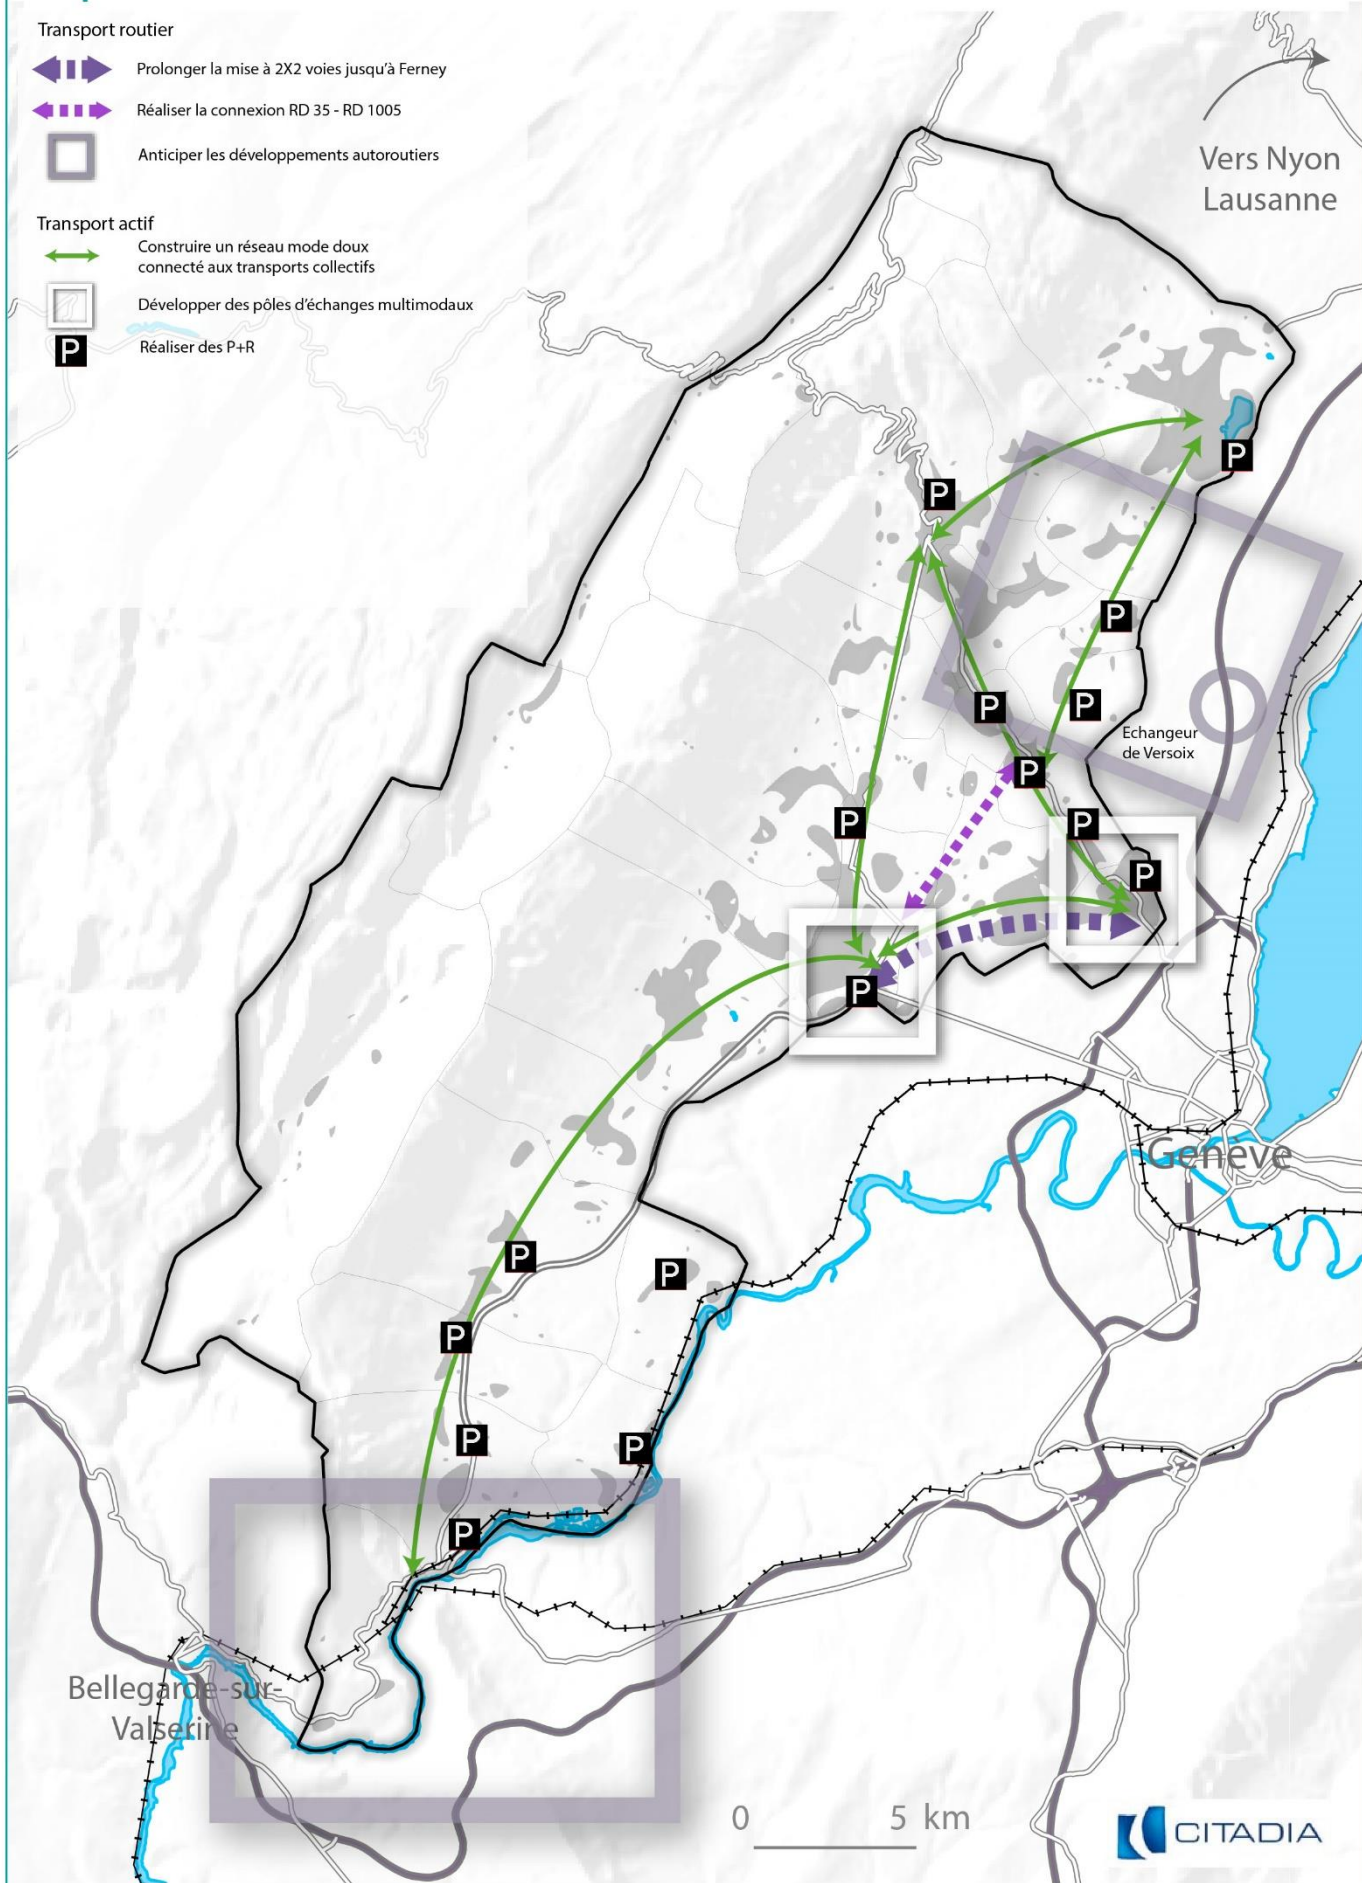 Transport routier
Prolonger la mise à 2X2 voies jusqu'à Ferney
Réaliser la connexion RD 35 - RD 1005
Anticiper les développements autoroutiers
Transport actif
Construire un réseau mode doux
connecté aux transports collectifs
Développer des pôles d'échanges multimodaux
P
Réaliser des P+R
Vers Nyon
Lausanne
P
P
P
P
P
Echangeur
de Versoix
P
P
P
P
P
Genève
P
P
P
P
P
P
Bellegarde-sur-
Valserine
0 5 km
CITADIA